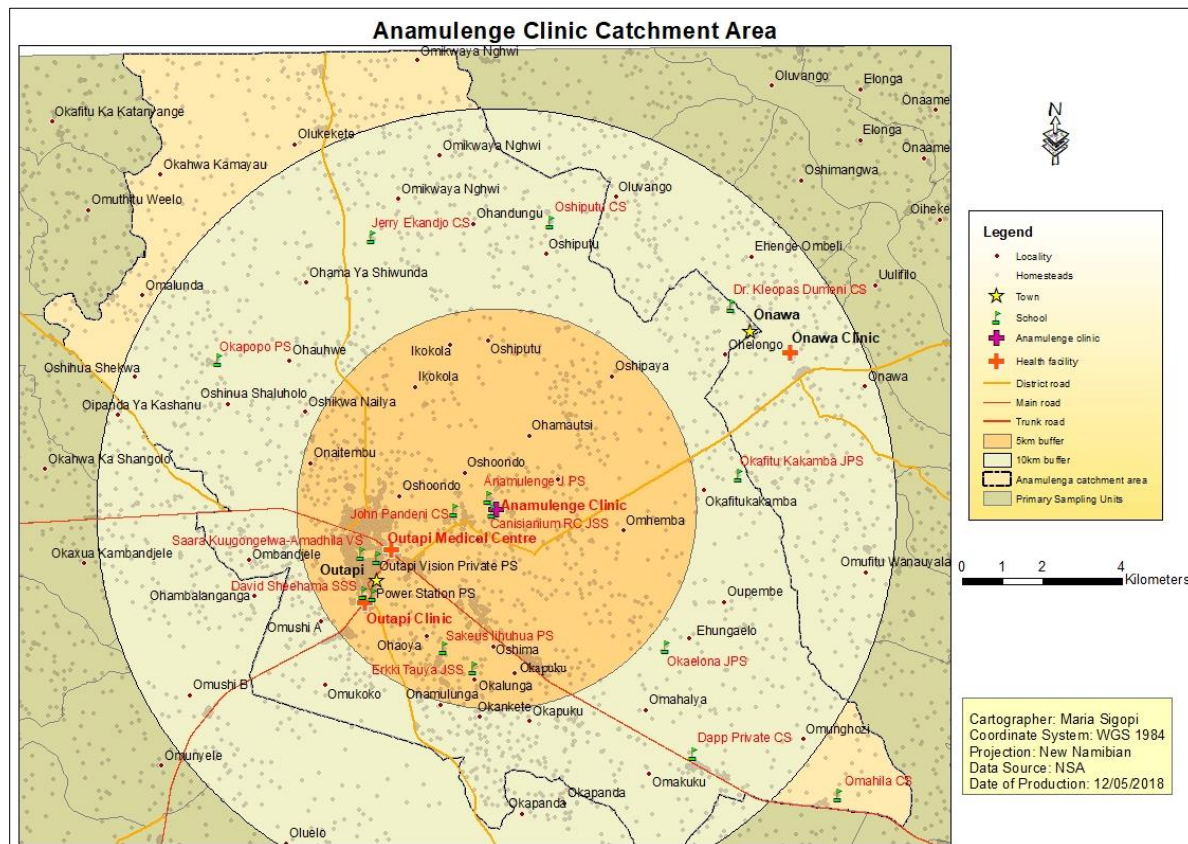 Anamulenge Clinic Catchment Area
Omikwaya Nghwi
Oluvango
Elonga
Okafitu Ka Katanyange
Onaame
Olukekete
Elonga
Omikwaya Nghwi
Onaame
Okahwa Kamayau
Oshimangwa
Omikwaya Nghwi
Oluvango
Omuthitu Weelo
Oshiputu CS
Oiheke
Jerry Ekandjo CS
Ohandungu
Oshiputu
Ehenge Ombeli
Ohama Ya Shiwunda
Uulifilo
Omalunda
Dr. Kleopas Dumeni CS
Onawa
Onawa Clinic
Okapopo PS
Ohauhwe
Ikokola
Oshiputu
Ohelongo
Oshihua Shekwa
Oshipaya
Ikokola
Onawa
Oshinua Shaluholo
Oshikwa Nailya
Oipanda Ya Kashanu
Ohamautsi
Okahwa Ka Shangolo
Onaitembu
Oshoondo
Okafitu Kakamba JPS
Anamulenge J PS
Oshoondo
Okafitukakamba
John Pandeni CS
Anamulenge Clinic
Canisianium RC JSS
Omhemba
Saara Kuugongelwa-Amadhila VS
Outapi Medical Centre
Okaxua Kambandjele
Ombandjele
Outapi Vision Private PS
Omufitu Wanauyala
Outapi
David Sheehama SSS
Power Station PS
Ohambalanganga
Oupembe
Outapi Clinic
Omushi A
Sakeus Iihuhua PS
Ehungaelo
Ohaoya
Oshima
Okaelona JPS
Erkki Tauya JSS
Okapuku
Omushi B
Omukoko
Okalunga
Onamulunga
Omahalya
Okankete
Okapuku
Omunyele
Dapp Private CS
Omunghozi
Omakuku
Omahila CS
Okapanda
Okapanda
Oluelo
Legend
Locality
Homesteads
Town
School
Anamulenge clinic
Health facility
District road
Main road
Trunk road
5km buffer
10km buffer
Anamulenga catchment area
Primary Sampling Units
0 1 2 4
Kilometers
Cartographer: Maria Sigopi
Coordinate System: WGS 1984
Projection: New Namibian
Data Source: NSA
Date of Production: 12/05/2018